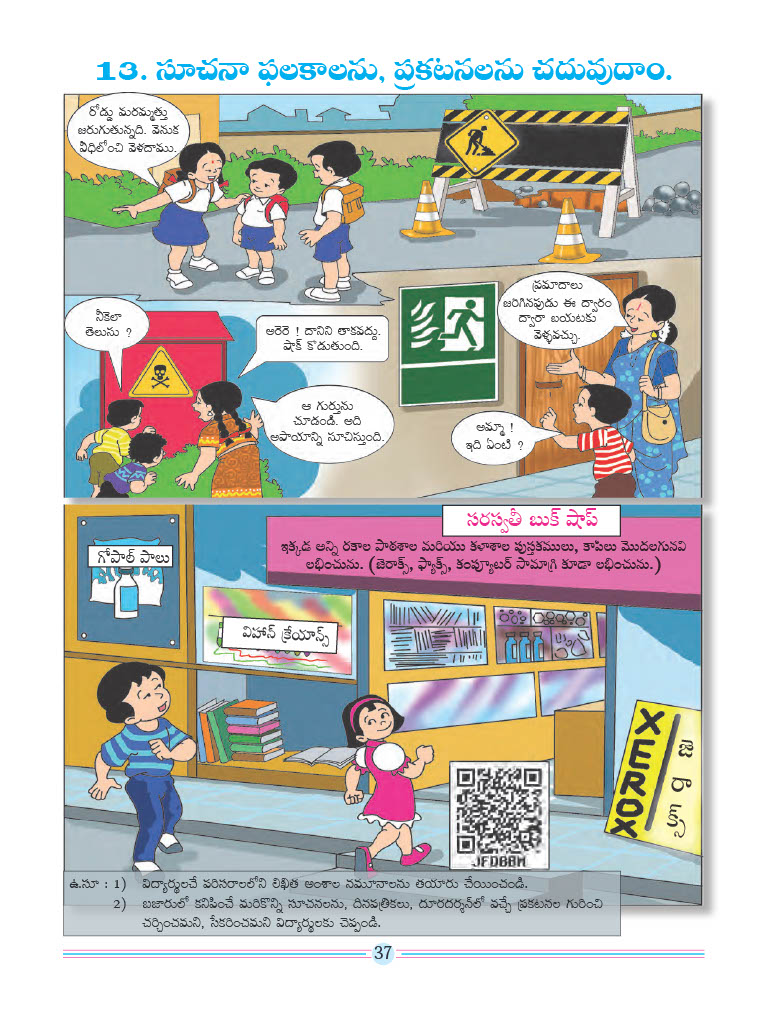 13. సూచనా ఫలకాలను, ప్రకటనలను చదువుదాం.
రోడ్డు మరమ్మత్తు
జరుగుతున్నది. వెనుక
వీధిలోంచి వెళదాము.
ప్రమాదాలు
జరిగినపుడు ఈ ద్వారం
ద్వారా బయటకు
వెళ్ళవచ్చు.
నీకెలా
తెలుసు ?
అరెరె ! దానిని తాకవద్దు.
షాక్ కొడుతుంది.
ఆ గుర్తును
చూడండి. అది
అపాయాన్ని సూచిస్తుంది.
అమ్మా !
ఇది ఏంటి ?
సరస్వతీ బుక్ షాప్
ఇక్కడ అన్ని రకాల పాఠశాల మరియు కళాశాల పుస్తకములు, కాపీలు మొదలగునవి
లభించును. (జెరాక్స్, ఫ్యాక్స్, కంప్యూటర్ సామాగ్రి కూడా లభించును.)
గోపాల్ పాలు
విహాన్ క్రేయాన్స్
XEROX
జిరాక్స్
JFD8BM
ఉ.సూ : 1) విద్యార్థులచే పరిసరాలలోని లిఖిత అంశాల నమూనాలను తయారు చేయించండి.
2) బజారులో కనిపించే మరికొన్ని సూచనలను, దినపత్రికలు, దూరదర్శన్‌లో వచ్చే ప్రకటనల గురించి
చర్చించమని, సేకరించమని విద్యార్థులకు చెప్పండి.
37